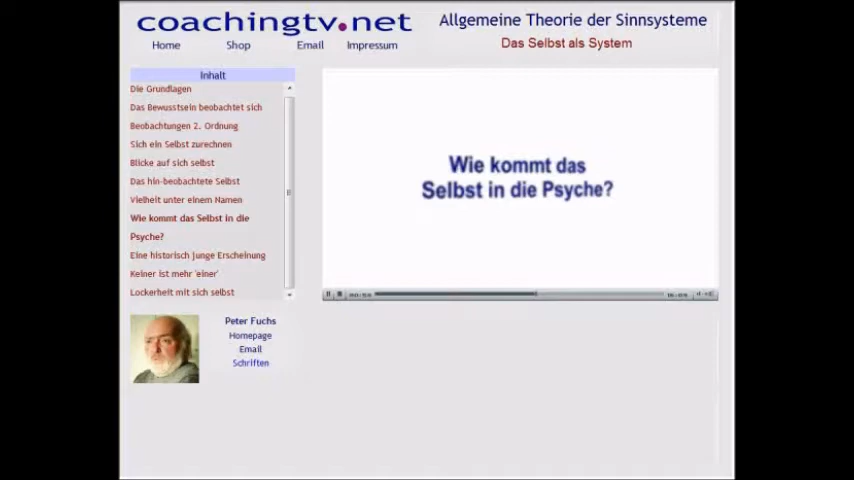 coachingtv.net
Allgemeine Theorie der Sinnsysteme
Home Shop Email Impressum
Das Selbst als System
Inhalt
Die Grundlagen
Das Bewusstsein beobachtet sich
Beobachtungen 2. Ordnung
Sich ein Selbst zurechnen
Blicke auf sich selbst
Das hin-beobachtete Selbst
Vielheit unter einem Namen
Wie kommt das Selbst in die
Psyche?
Eine historisch junge Erscheinung
Keiner ist mehr 'einer'
Lockerheit mit sich selbst
Wie kommt das
Selbst in die Psyche?
Peter Fuchs
Homepage
Email
Schriften